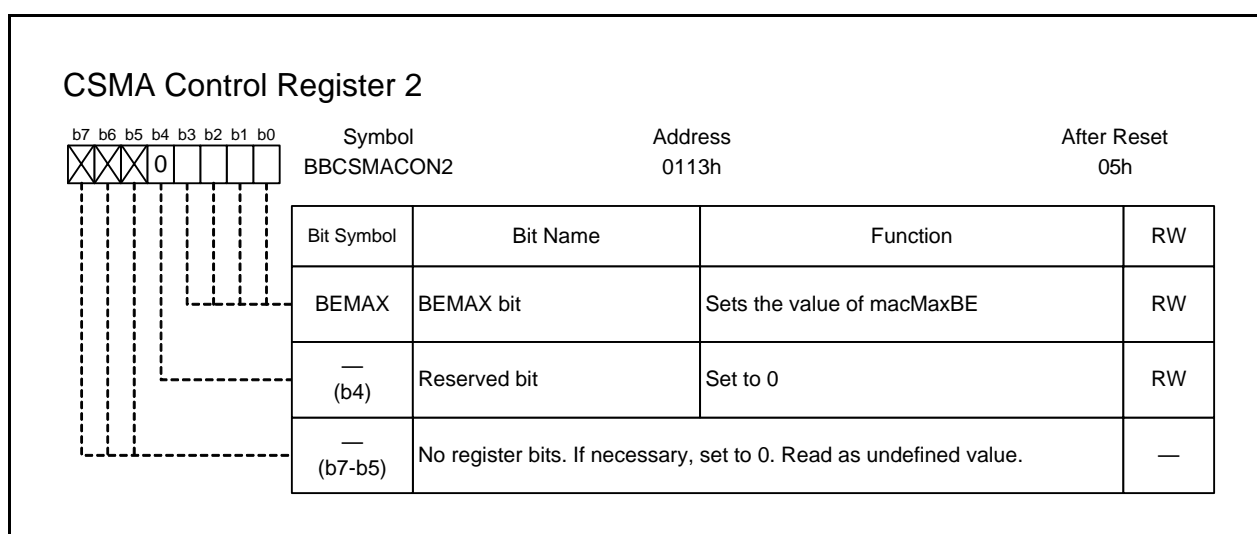 CSMA Control Register 2
b7 b6 b5 b4 b3 b2 b1 b0 Symbol Address After Reset
0 BBCSMACON2 0113h 05h
Bit Symbol Bit Name Function RW
BEMAX BEMAX bit Sets the value of macMaxBE RW
—
(b4) Reserved bit Set to 0 RW
—
(b7-b5) No register bits. If necessary, set to 0. Read as undefined value. —